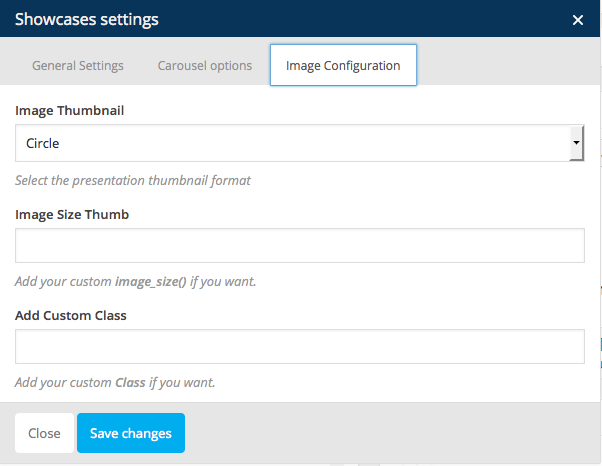 Showcases settings
General Settings Carousel options Image Configuration
Image Thumbnail
Circle
Select the presentation thumbnail format
Image Size Thumb
Add your custom image_size() if you want.
Add Custom Class
Add your custom Class if you want.
Close Save changes